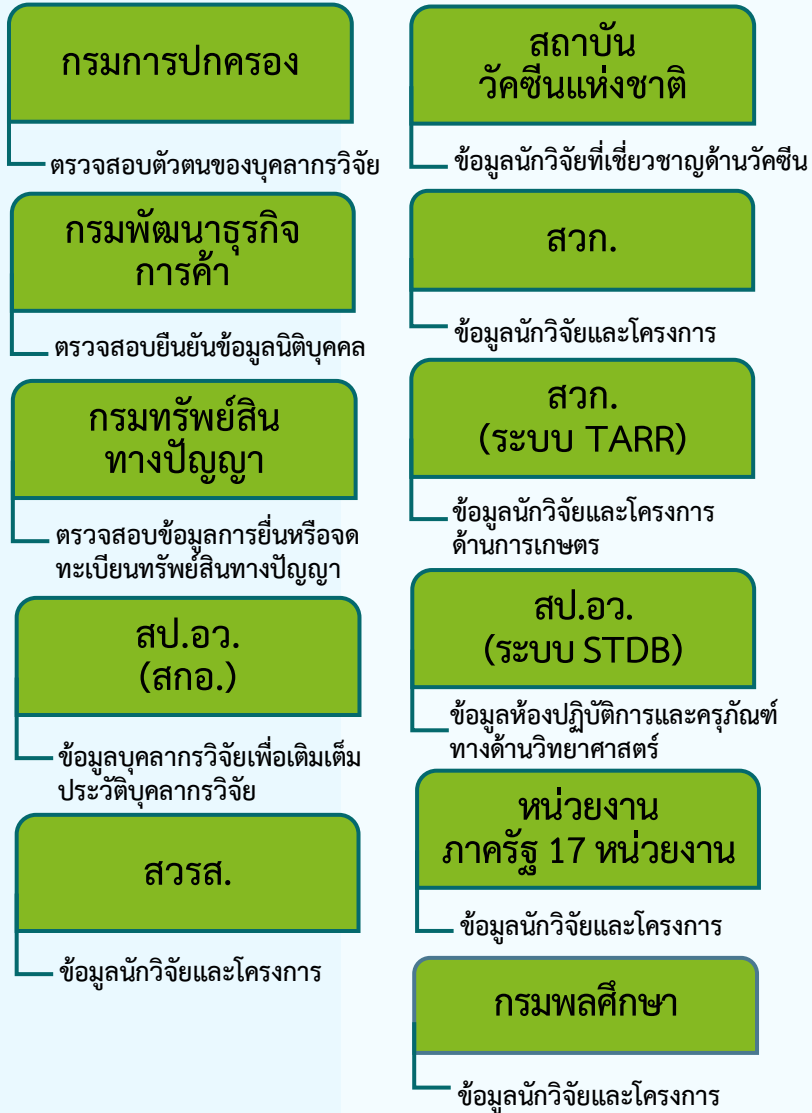 กรมการปกครอง
ตรวจสอบตัวตนของบุคลากรวิจัย
กรมพัฒนาธุรกิจ
การค้า
ตรวจสอบยืนยันข้อมูลนิติบุคคล
กรมทรัพย์สิน
ทางปัญญา
ตรวจสอบข้อมูลการยื่นหรือจด
ทะเบียนทรัพย์สินทางปัญญา
สป.อว.
(สกอ.)
ข้อมูลบุคลากรวิจัยเพื่อเติมเต็ม
ประวัติบุคลากรวิจัย
สวรส.
ข้อมูลนักวิจัยและโครงการ
สถาบัน
วัคซีนแห่งชาติ
ข้อมูลนักวิจัยที่เชี่ยวชาญด้านวัคซีน
สวก.
ข้อมูลนักวิจัยและโครงการ
สวก.
(ระบบ TARR)
ข้อมูลนักวิจัยและโครงการ
ด้านการเกษตร
สป.อว.
(ระบบ STDB)
ข้อมูลห้องปฏิบัติการและครุภัณฑ์
ทางด้านวิทยาศาสตร์
หน่วยงาน
ภาครัฐ 17 หน่วยงาน
ข้อมูลนักวิจัยและโครงการ
กรมพลศึกษา
ข้อมูลนักวิจัยและโครงการ